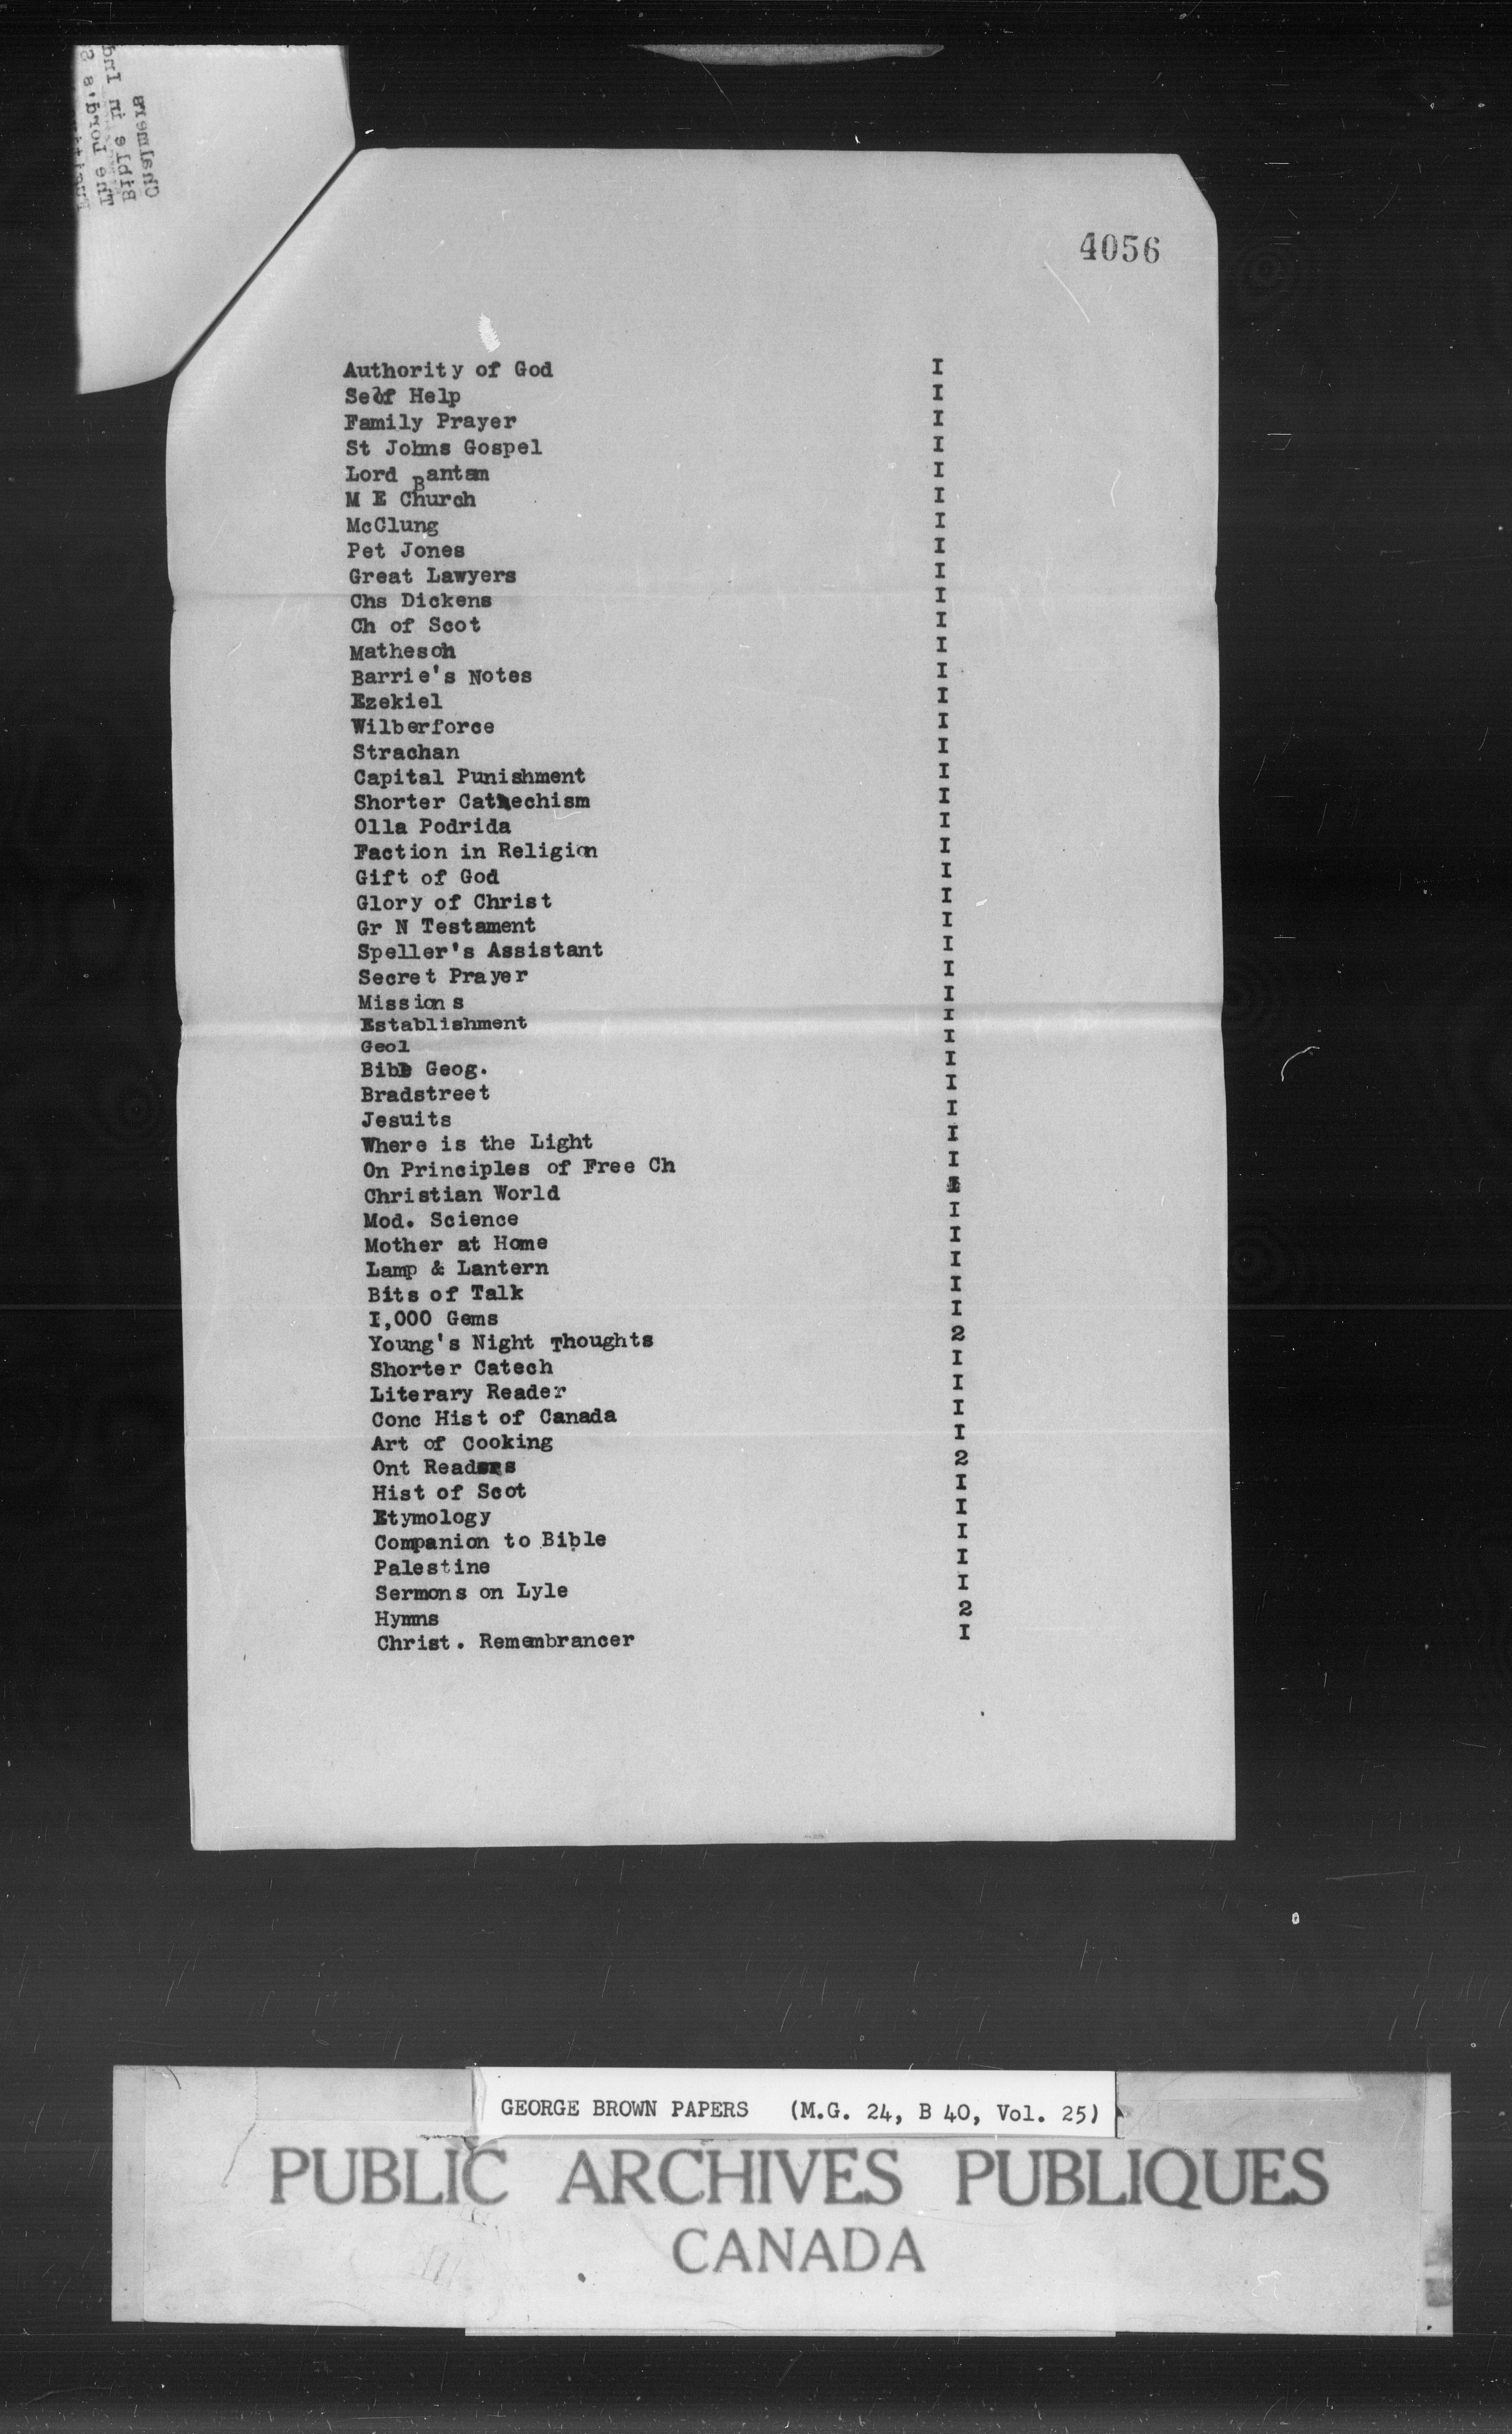 4056
Authority of God I
Self Help I
Family Prayer I
St Johns Gospel I
Lord Bantam I
M E Church I
McClung I
Pet Jones I
Great Lawyers I
Chs Dickens I
Ch of Scot I
Matheson I
Barrie's Notes I
Ezekiel I
Wilberforce I
Strachan I
Capital Punishment I
Shorter Catechism I
Olla Podrida I
Faction in Religion I
Gift of God I
Glory of Christ I
Gr N Testament I
Speller's Assistant I
Secret Prayer I
Missions I
Establishment I
Geol I
Bible Geog. I
Bradstreet I
Jesuits I
Where is the Light I
On Principles of Free Ch I
Christian World I
Mod. Science I
Mother at Home I
Lamp & Lantern I
Bits of Talk I
I,000 Gems I
Young's Night Thoughts 2
Shorter Catech I
Literary Reader I
Conc Hist of Canada I
Art of Cooking I
Ont Readers 2
Hist of Scot I
Etymology I
Companion to Bible I
Palestine I
Sermons on Lyle I
Hymns 2
Christ. Remembrancer I
GEORGE BROWN PAPERS (M.G. 24, B 40, Vol. 25)
PUBLIC ARCHIVES PUBLIQUES
CANADA